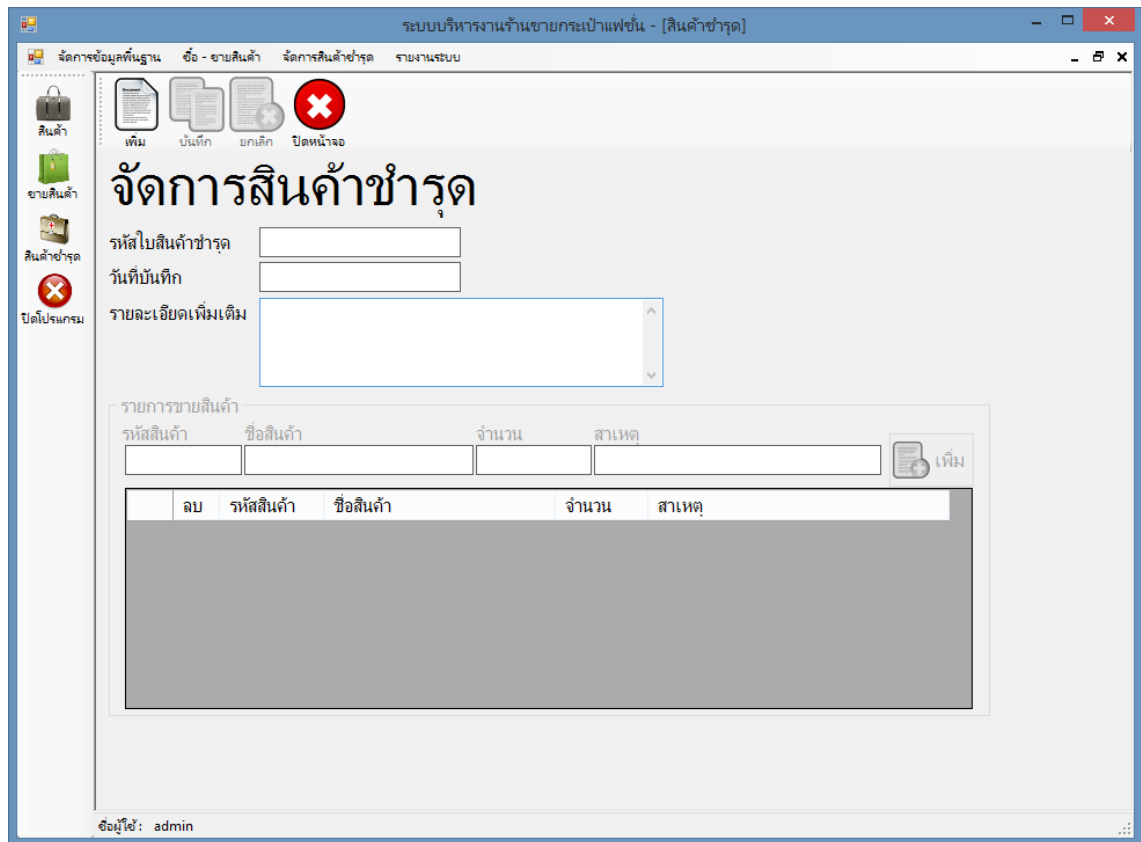 ระบบบริหารงานร้านขายกระเป๋าแฟชั่น - [สินค้าชำรุด]
จัดการข้อมูลพื้นฐาน ซื้อ - ขายสินค้า จัดการสินค้าชำรุด รายงานระบบ
สินค้า
ขายสินค้า
สินค้าชำรุด
ปิดโปรแกรม
เพิ่ม บันทึก ยกเลิก ปิดหน้าจอ
จัดการสินค้าชำรุด
รหัสใบสินค้าชำรุด
วันที่บันทึก
รายละเอียดเพิ่มเติม
รายการขายสินค้า
รหัสสินค้า ชื่อสินค้า จำนวน สาเหตุ
เพิ่ม
ลบ รหัสสินค้า ชื่อสินค้า จำนวน สาเหตุ
ชื่อผู้ใช้ : admin